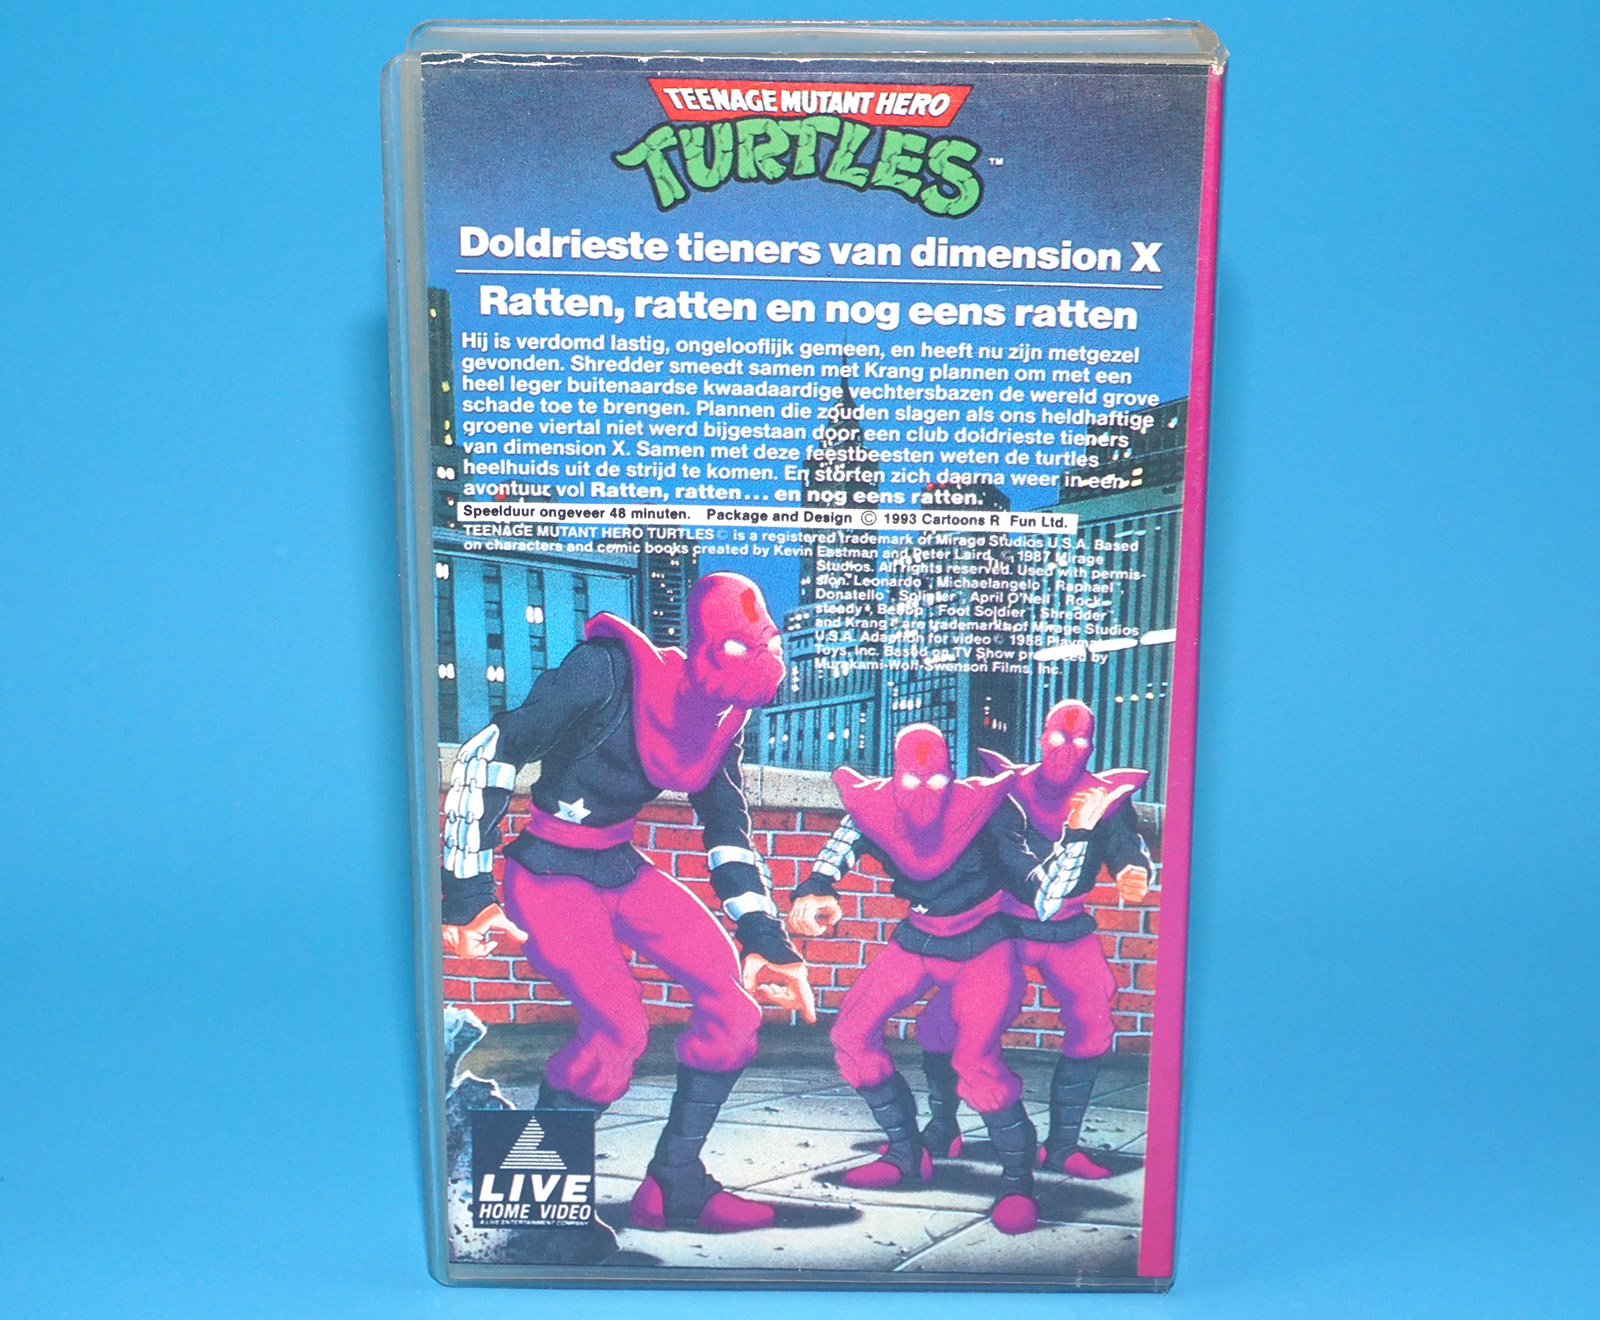 TEENAGE MUTANT HERO
TURTLES™
Doldrieste tieners van dimension X
Ratten, ratten en nog eens ratten
Hij is verdomd lastig, ongelooflijk gemeen, en heeft nu zijn metgezel
gevonden. Shredder smeedt samen met Krang plannen om met een
heel leger buitenaardse kwaadaardige vechtersbazen de wereld grove
schade toe te brengen. Plannen die zouden slagen als ons heldhaftige
groene viertal niet werd bijgestaan door een club doldrieste tieners
van dimension X. Samen met deze feestbeesten weten de turtles
heelhuids uit de strijd te komen. En storten zich daarna weer in een
avontuur vol Ratten, ratten... en nog eens ratten.
Speelduur ongeveer 48 minuten. Package and Design © 1993 Cartoons R Fun Ltd.
TEENAGE MUTANT HERO TURTLES© is a registered trademark of Mirage Studios U.S.A. Based
on characters and comic books created by Kevin Eastman and Peter Laird, © 1987 Mirage
Studios. All rights reserved. Used with permis-
sion. Leonardo, Michaelangelo, Raphael,
Donatello, Splinter, April O'Neil, Rock-
steady, Bebop, Foot Soldier, Shredder
and Krang are trademarks of Mirage Studios
U.S.A. Adaption for video © 1988 Playmates
Toys, Inc. Based on TV Show produced by
Murakami-Wolf-Swenson Films, Inc.
LIVE
HOME VIDEO
A LIVE ENTERTAINMENT COMPANY